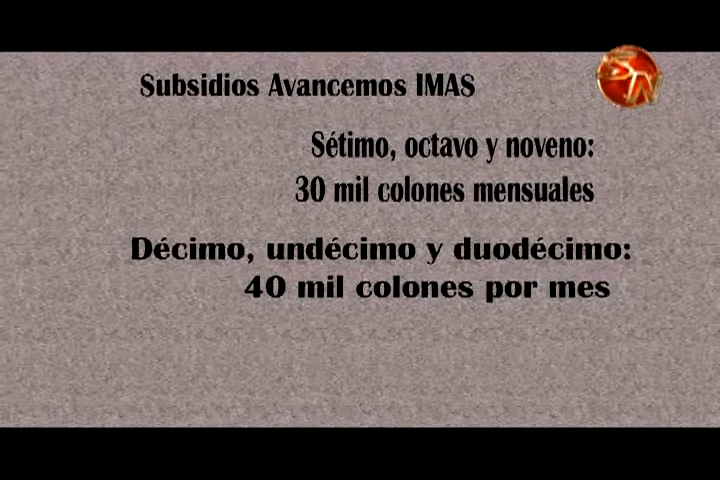 Subsidios Avancemos IMAS
Sétimo, octavo y noveno:
30 mil colones mensuales
Décimo, undécimo y duodécimo:
40 mil colones por mes